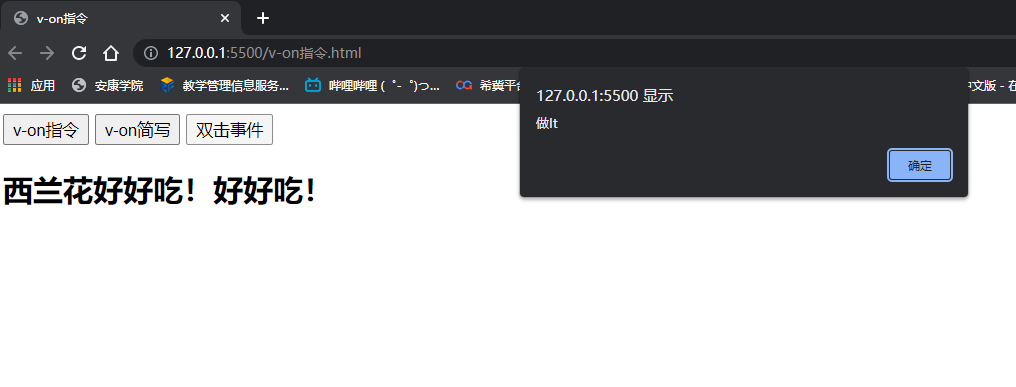 v-on指令
127.0.0.1:5500/v-on指令.html
应用 安康学院 教学管理信息服务... 哔哩哔哩 ( ゜- ゜)つ... 希冀平台 中文版 - 在
127.0.0.1:5500 显示
做It
确定
v-on指令 v-on简写 双击事件
西兰花好好吃！好好吃！